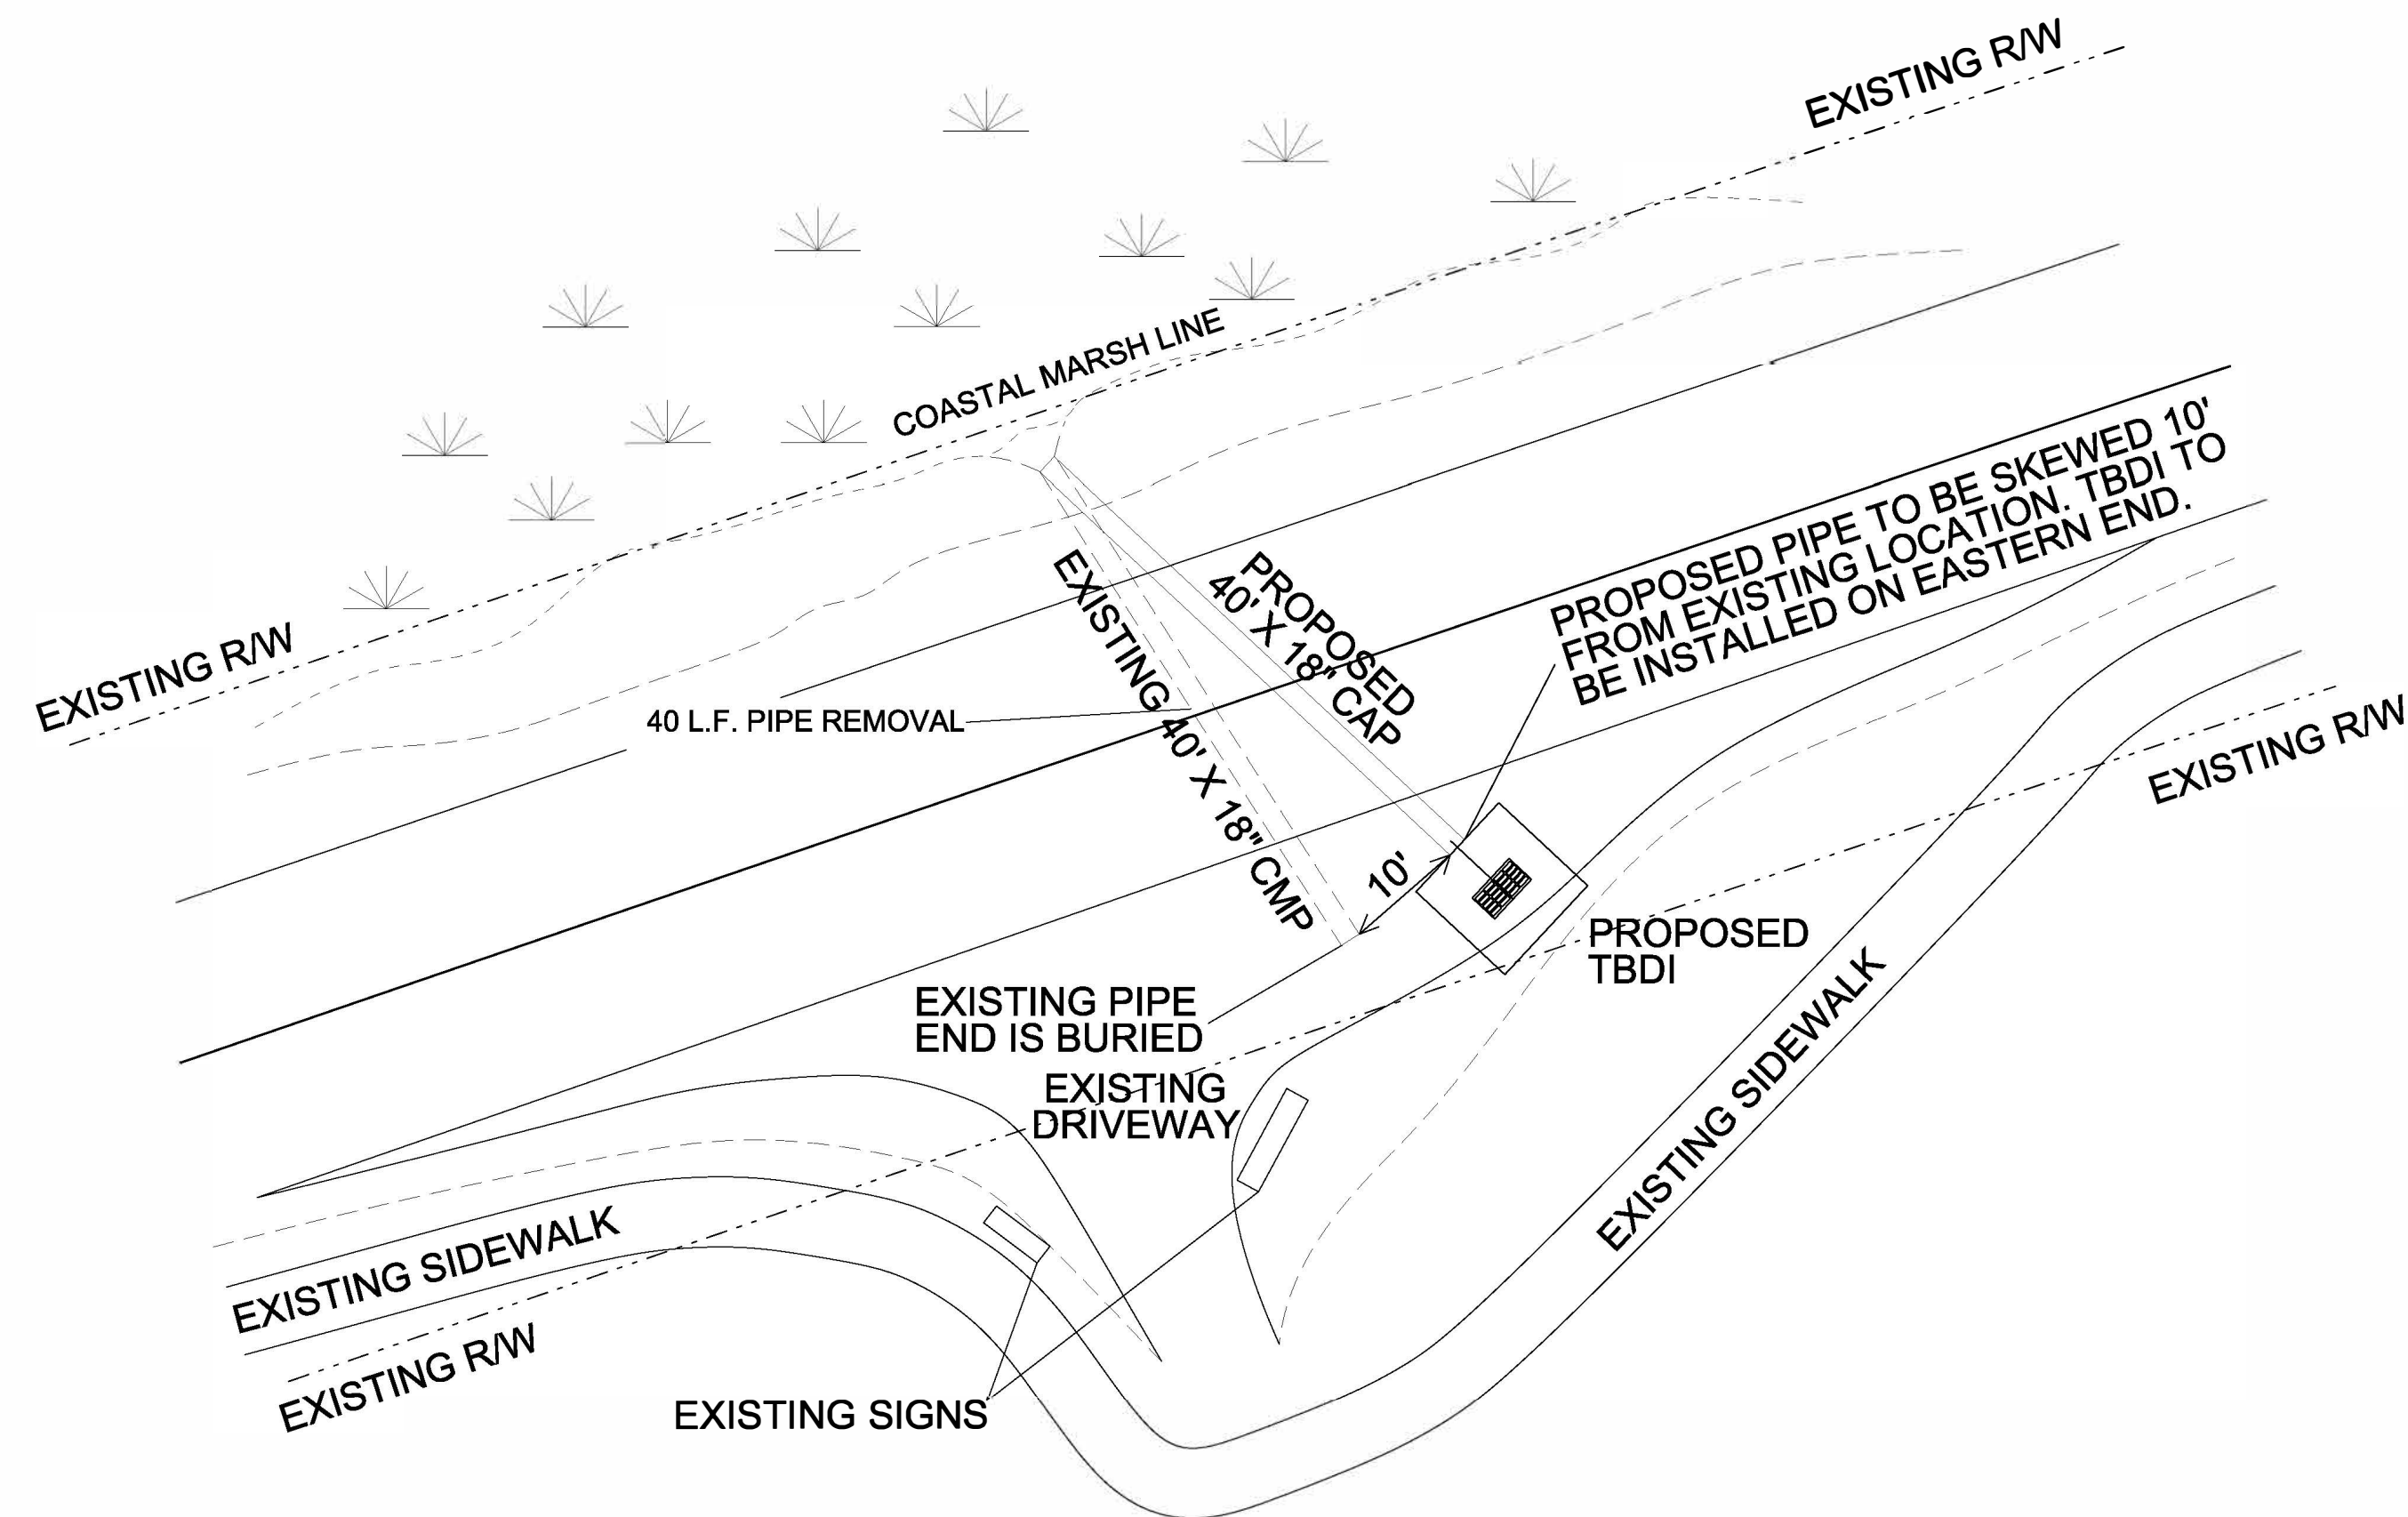 EXISTING R/W
COASTAL MARSH LINE
EXISTING R/W
PROPOSED
40' X 18" CAP
PROPOSED PIPE TO BE SKEWED 10'
FROM EXISTING LOCATION. TBDI TO
BE INSTALLED ON EASTERN END.
EXISTING 40' X 18" CMP
40 L.F. PIPE REMOVAL
EXISTING R/W
10'
PROPOSED
TBDI
EXISTING PIPE
END IS BURIED
EXISTING
DRIVEWAY
EXISTING SIDEWALK
EXISTING SIDEWALK
EXISTING R/W
EXISTING SIGNS